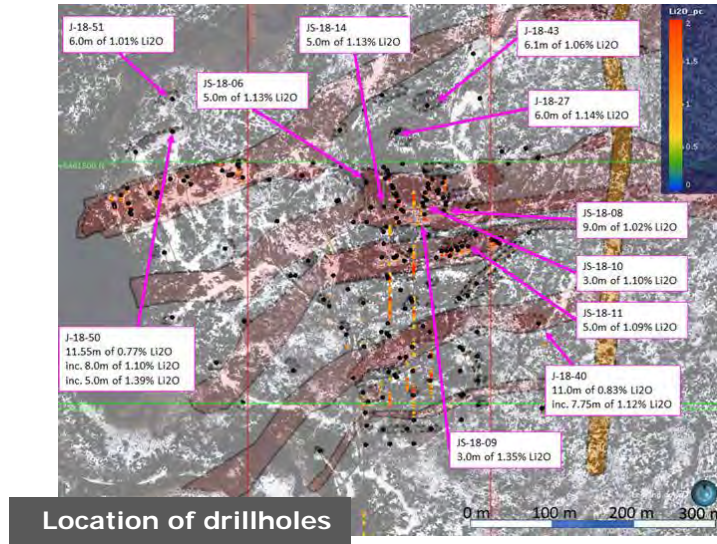 Li2O_pc
2
1.5
1
0
J-18-51
6.0m of 1.01% Li2O
JS-18-14
5.0m of 1.13% Li2O
J-18-43
6.1m of 1.06% Li2O
JS-18-06
5.0m of 1.13% Li2O
J-18-27
6.0m of 1.14% Li2O
JS-18-08
9.0m of 1.02% Li2O
JS-18-10
3.0m of 1.10% Li2O
JS-18-11
5.0m of 1.09% Li2O
J-18-50
11.55m of 0.77% Li2O
inc. 8.0m of 1.10% Li2O
inc. 5.0m of 1.39% Li2O
J-18-40
11.0m of 0.83% Li2O
inc. 7.75m of 1.12% Li2O
JS-18-09
3.0m of 1.35% Li2O
Location of drillholes
0 m 100 m 200 m 300 m